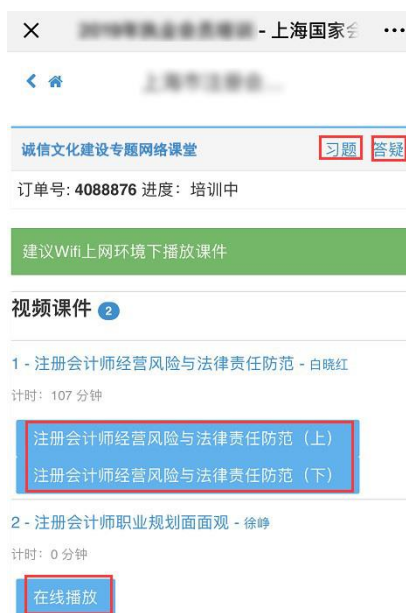 - 上海国家
诚信文化建设专题网络课堂 习题 答疑
订单号: 4088876 进度: 培训中
建议Wifi上网环境下播放课件
视频课件 2
1 - 注册会计师经营风险与法律责任防范 - 白晓红
计时: 107 分钟
注册会计师经营风险与法律责任防范（上）
注册会计师经营风险与法律责任防范（下）
2 - 注册会计师职业规划面面观 - 徐峥
计时: 0 分钟
在线播放